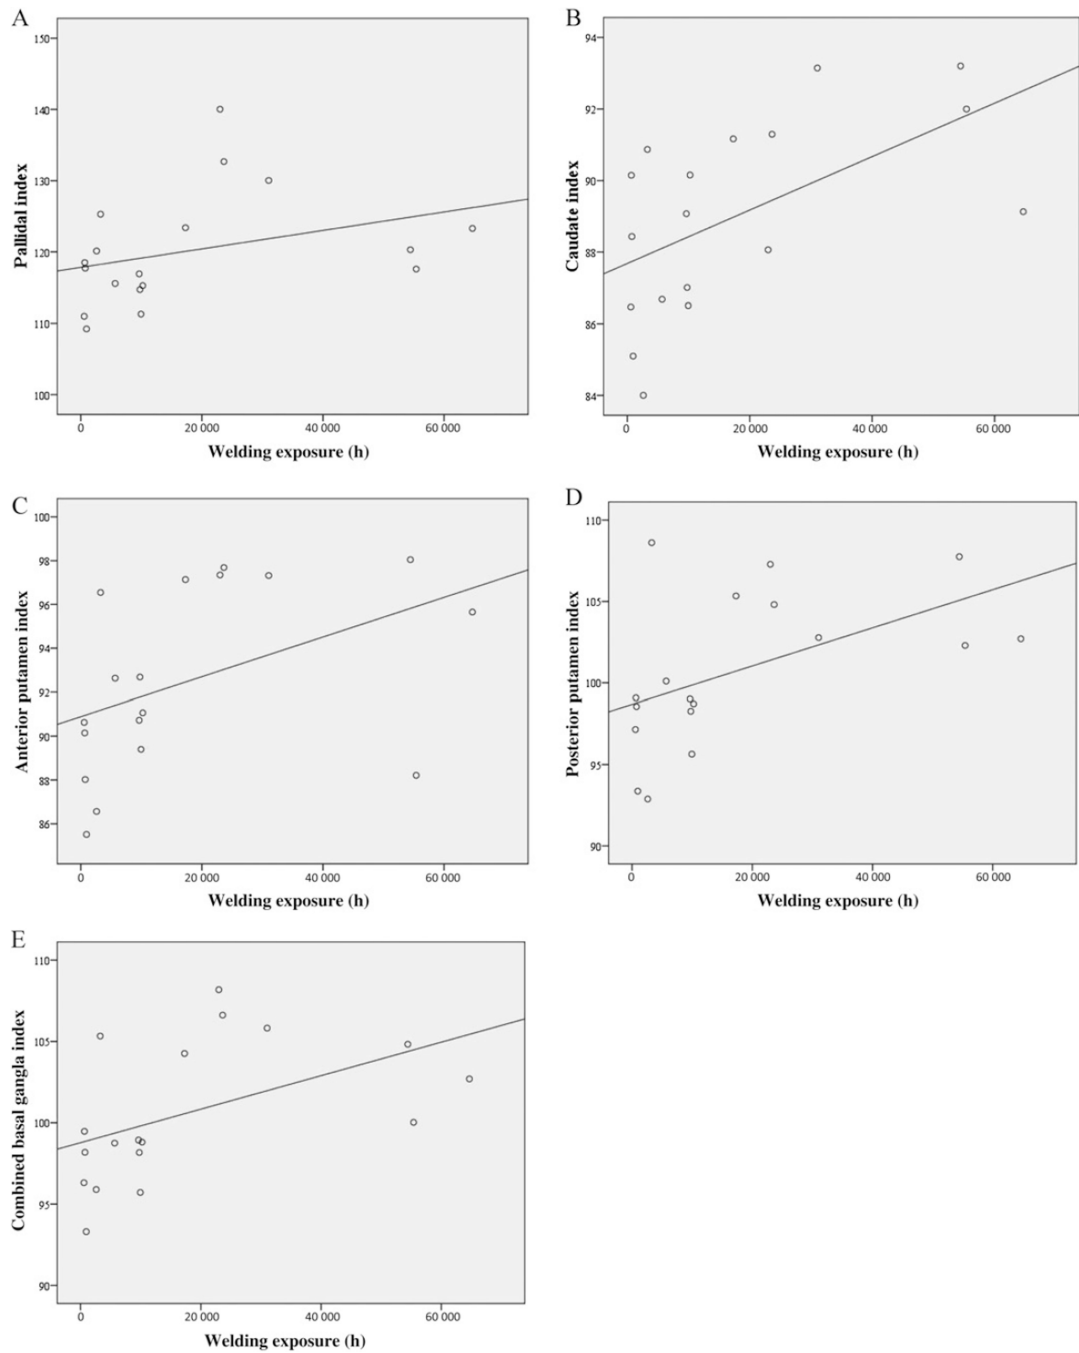 A
Pallidal index
150
140
130
120
110
100
0 20 000 40 000 60 000
Welding exposure (h)
B
Caudate index
94
92
90
88
86
84
0 20 000 40 000 60 000
Welding exposure (h)
C
Anterior putamen index
100
98
96
94
92
90
88
86
0 20 000 40 000 60 000
Welding exposure (h)
D
Posterior putamen index
110
105
100
95
90
0 20 000 40 000 60 000
Welding exposure (h)
E
Combined basal gangla index
110
105
100
95
90
0 20 000 40 000 60 000
Welding exposure (h)